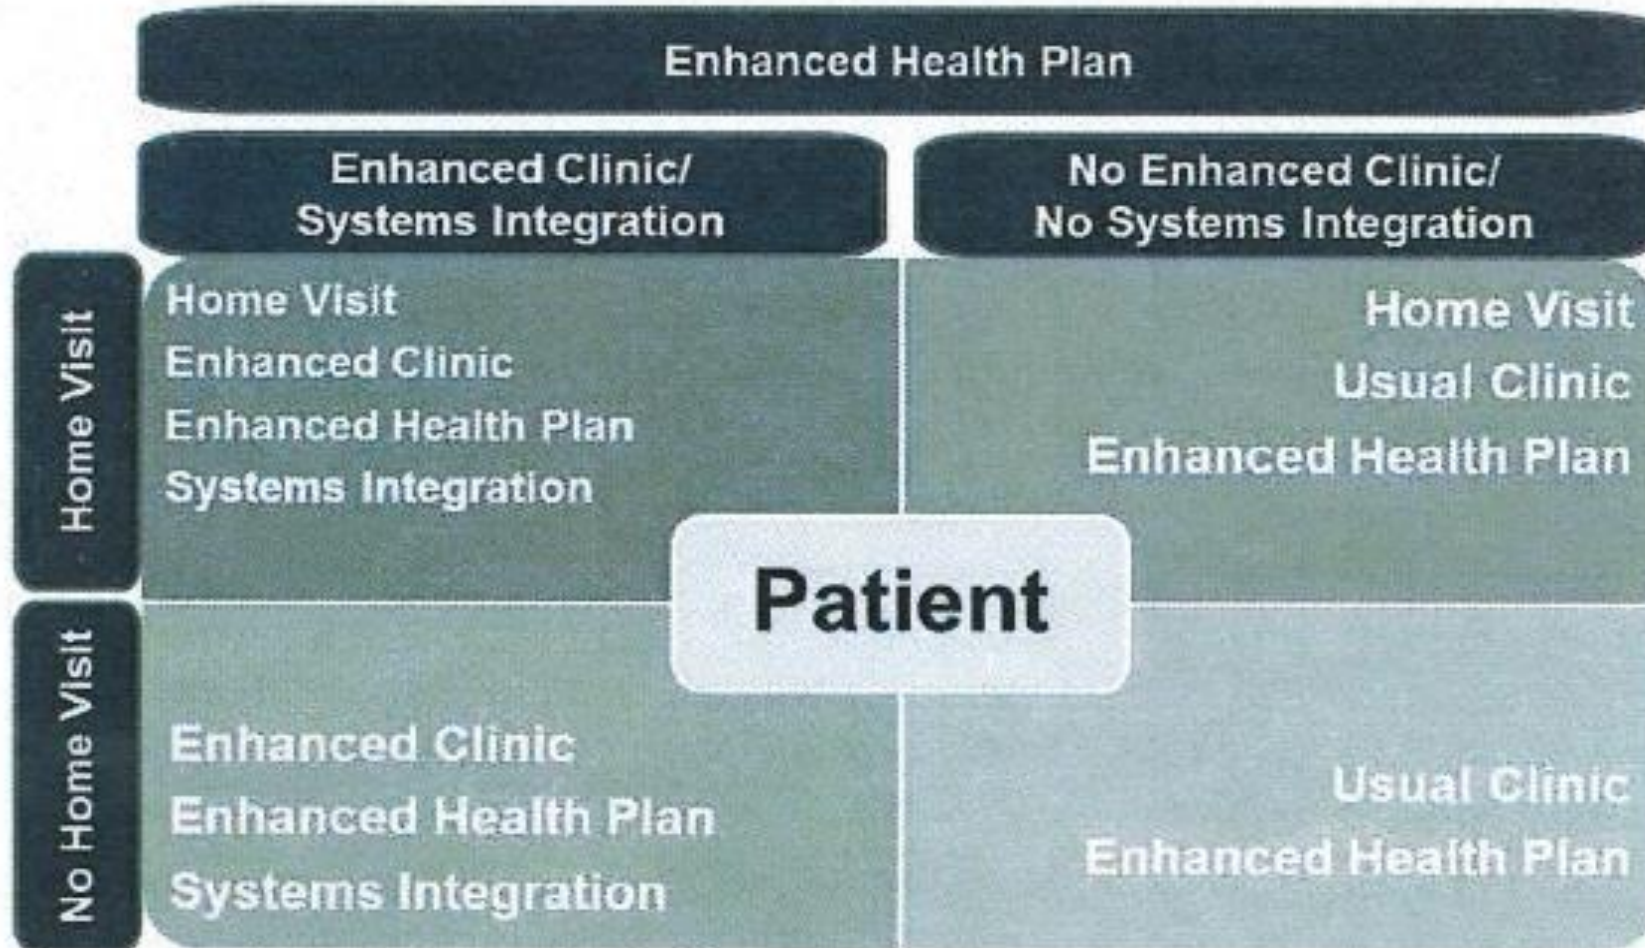 Enhanced Health Plan
Enhanced Clinic/
Systems Integration
No Enhanced Clinic/
No Systems Integration
Home Visit
Home Visit
Enhanced Clinic
Enhanced Health Plan
Systems Integration
Home Visit
Usual Clinic
Enhanced Health Plan
Patient
No Home Visit
Enhanced Clinic
Enhanced Health Plan
Systems Integration
Usual Clinic
Enhanced Health Plan